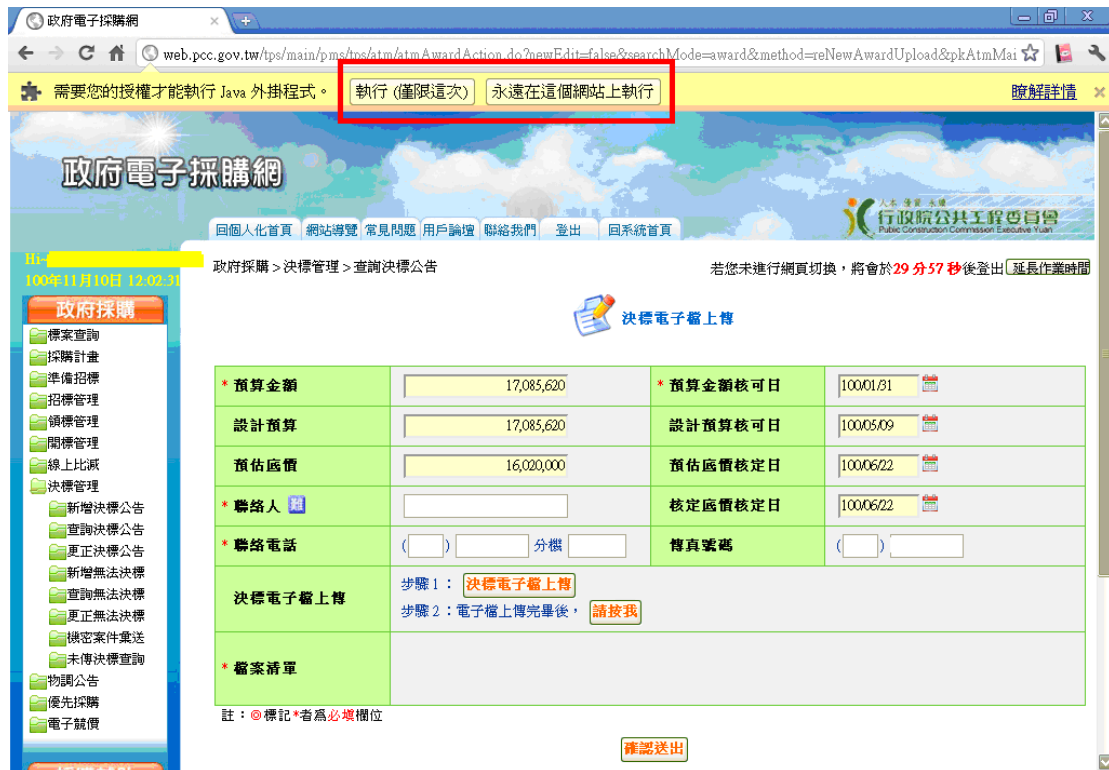 政府電子採購網
web.pcc.gov.tw/tps/main/pms/tps/atm/atmAwardAction.do?newEdit=false&searchMode=award&method=reNewAwardUpload&pkAtmMai
需要您的授權才能執行 Java 外掛程式。 執行 (僅限這次) 永遠在這個網站上執行 瞭解詳情
政府電子採購網
行政院公共工程委員會
Public Construction Commission Executive Yuan
回個人化首頁 網站導覽 常見問題 用戶論壇 聯絡我們 登出 回系統首頁
Hi-
100年11月10日 12:02:31
政府採購>決標管理>查詢決標公告
若您未進行網頁切換,將會於29 分57 秒後登出 延長作業時間
政府採購
標案查詢
採購計畫
準備招標
招標管理
領標管理
開標管理
線上比減
決標管理
新增決標公告
查詢決標公告
更正決標公告
新增無法決標
查詢無法決標
更正無法決標
機密案件彙送
未傳決標查詢
物調公告
優先採購
電子競價
決標電子檔上傳
* 預算金額 17,085,620 * 預算金額核可日 100/01/31
設計預算 17,085,620 設計預算核可日 100/05/09
預估底價 16,020,000 預估底價核定日 100/06/22
* 聯絡人 核定底價核定日 100/06/22
* 聯絡電話 ( ) 分機 傳真號碼 ( )
決標電子檔上傳
步驟1: 決標電子檔上傳
步驟2:電子檔上傳完畢後, 請按我
* 檔案清單
註:◎標記*者為必填欄位
確認送出